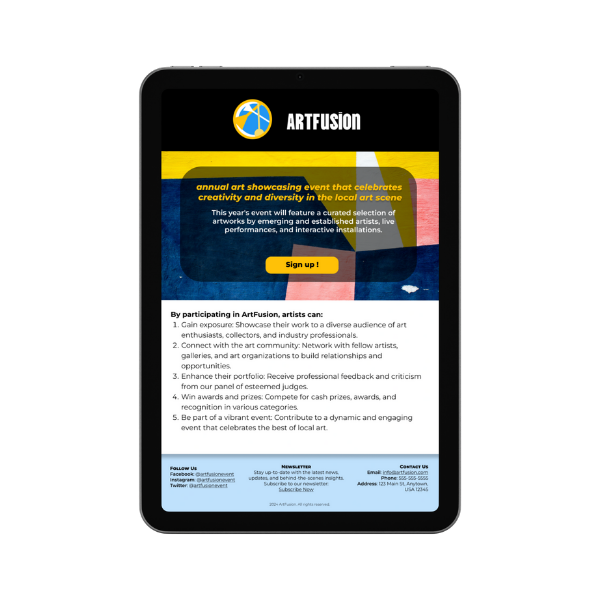 ARTFUSION
annual art showcasing event that celebrates
creativity and diversity in the local art scene
This year's event will feature a curated selection of
artworks by emerging and established artists, live
performances, and interactive installations.
Sign up !
By participating in ArtFusion, artists can:
1. Gain exposure: Showcase their work to a diverse audience of art
enthusiasts, collectors, and industry professionals.
2. Connect with the art community: Network with fellow artists,
galleries, and art organizations to build relationships and
opportunities.
3. Enhance their portfolio: Receive professional feedback and criticism
from our panel of esteemed judges.
4. Win awards and prizes: Compete for cash prizes, awards, and
recognition in various categories.
5. Be part of a vibrant event: Contribute to a dynamic and engaging
event that celebrates the best of local art.
Follow Us
Facebook: @artfusionevent
Instagram: @artfusionevent
Twitter: @artfusionevent
Newsletter
Stay up-to-date with the latest news,
updates, and behind the scenes insights.
Subscribe to our newsletter:
Subscribe Now
Contact Us
Email: info@artfusion.com
Phone: 555-555-5555
Address: 123 Main St, Anytown,
USA 12345
2024 ArtFusion. All rights reserved.